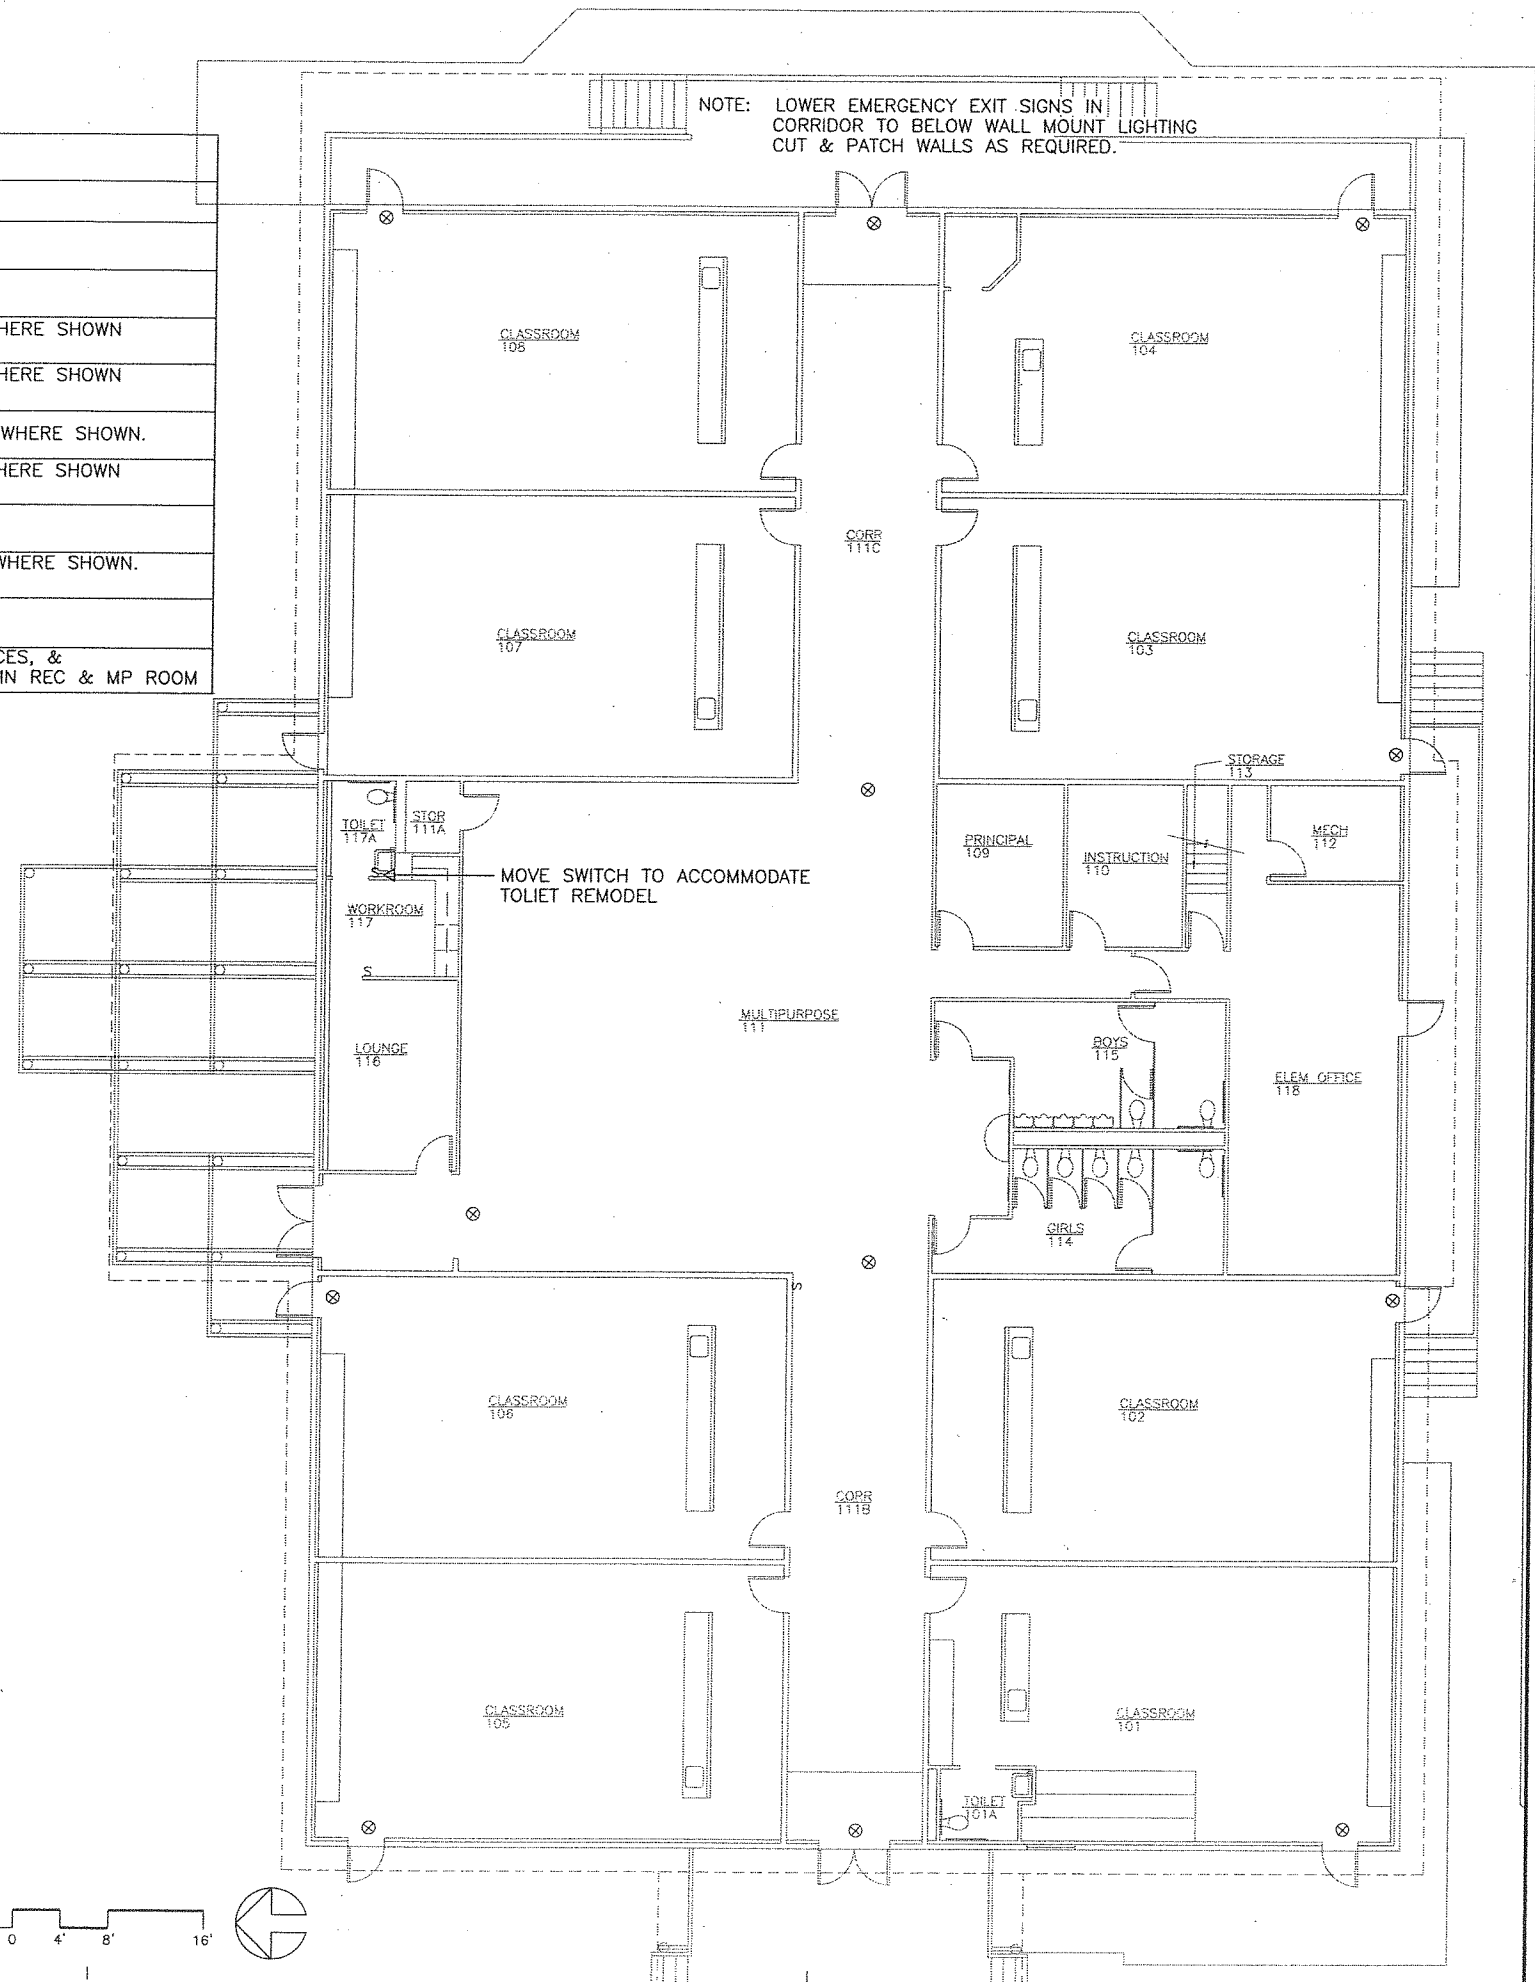 NOTE: LOWER EMERGENCY EXIT SIGNS IN
CORRIDOR TO BELOW WALL MOUNT LIGHTING
CUT & PATCH WALLS AS REQUIRED.
HERE SHOWN
HERE SHOWN
WHERE SHOWN.
HERE SHOWN
WHERE SHOWN.
CES, &
IN REC & MP ROOM
CLASSROOM
108
CLASSROOM
104
CORR
111C
CLASSROOM
107
CLASSROOM
103
STORAGE
113
TOILET
117A
STOR
111A
PRINCIPAL
109
INSTRUCTION
110
MECH
112
S
MOVE SWITCH TO ACCOMMODATE
TOLIET REMODEL
WORKROOM
117
S
MULTIPURPOSE
111
LOUNGE
116
BOYS
115
ELEM OFFICE
118
GIRLS
114
S
CLASSROOM
106
CLASSROOM
102
CORR
111B
CLASSROOM
105
CLASSROOM
101
TOILET
101A
0 4' 8' 16'